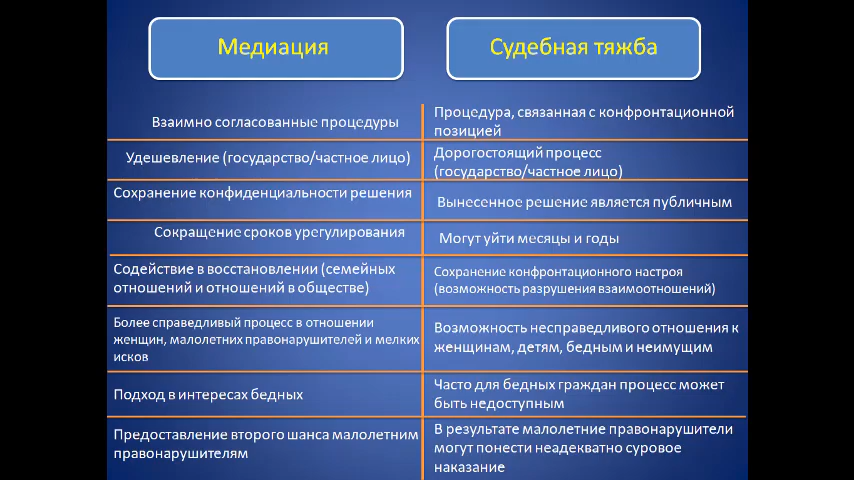 Медиация
Судебная тяжба
Взаимно согласованные процедуры
Процедура, связанная с конфронтационной
позицией
Удешевление (государство/частное лицо)
Дорогостоящий процесс
(государство/частное лицо)
Сохранение конфиденциальности решения
Вынесенное решение является публичным
Сокращение сроков урегулирования
Могут уйти месяцы и годы
Содействие в восстановлении (семейных
отношений и отношений в обществе)
Сохранение конфронтационного настроя
(возможность разрушения взаимоотношений)
Более справедливый процесс в отношении
женщин, малолетних правонарушителей и мелких
исков
Возможность несправедливого отношения к
женщинам, детям, бедным и неимущим
Подход в интересах бедных
Часто для бедных граждан процесс может
быть недоступным
Предоставление второго шанса малолетним
правонарушителям
В результате малолетние правонарушители
могут понести неадекватно суровое
наказание